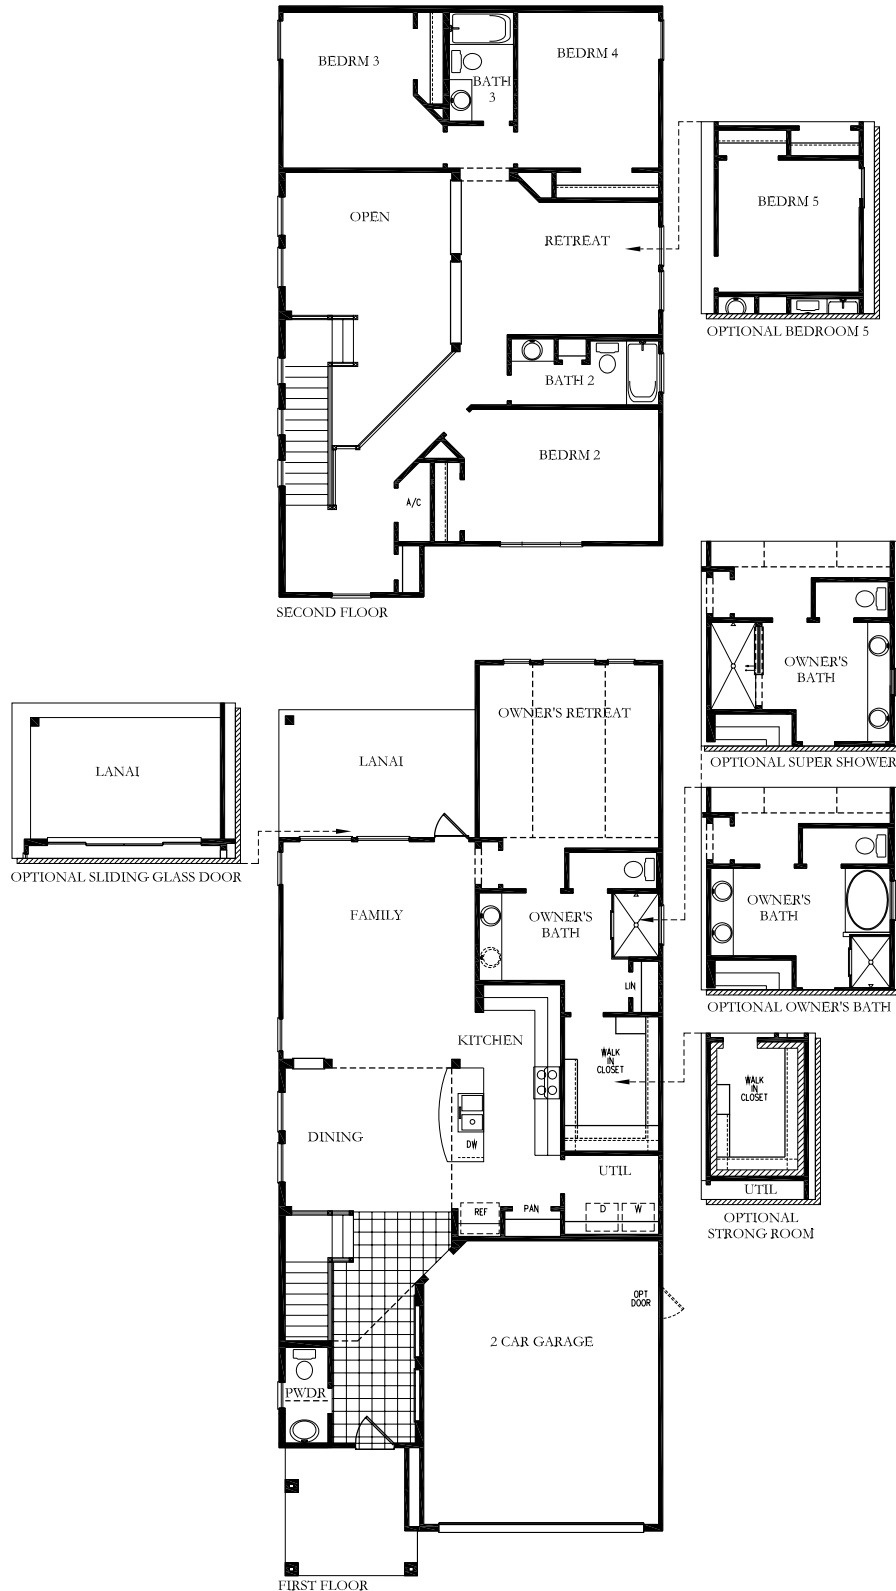 BEDRM 3
BEDRM 4
BATH
3
OPEN
RETREAT
BEDRM 5
OPTIONAL BEDROOM 5
BATH 2
BEDRM 2
A/C
SECOND FLOOR
OWNER'S
BATH
OPTIONAL SUPER SHOWER
OWNER'S RETREAT
LANAI
LANAI
OPTIONAL SLIDING GLASS DOOR
FAMILY
OWNER'S
BATH
OWNER'S
BATH
OPTIONAL OWNER'S BATH
LIN
KITCHEN
WALK
IN
CLOSET
WALK
IN
CLOSET
DINING
DW
UTIL
UTIL
OPTIONAL
STRONG ROOM
REF
PAN
D
W
OPT
DOOR
2 CAR GARAGE
PWDR
FIRST FLOOR